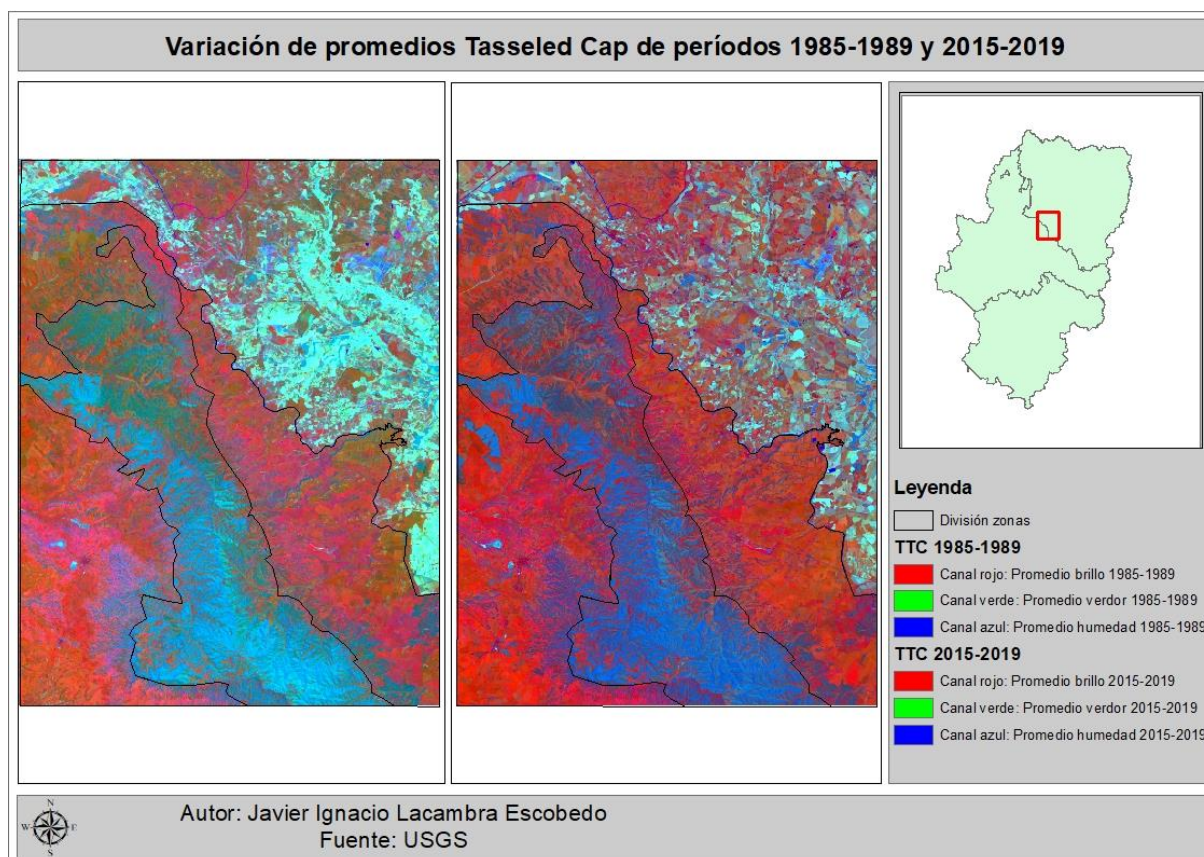 Variación de promedios Tasseled Cap de períodos 1985-1989 y 2015-2019
Leyenda
División zonas
TTC 1985-1989
Canal rojo: Promedio brillo 1985-1989
Canal verde: Promedio verdor 1985-1989
Canal azul: Promedio humedad 1985-1989
TTC 2015-2019
Canal rojo: Promedio brillo 2015-2019
Canal verde: Promedio verdor 2015-2019
Canal azul: Promedio humedad 2015-2019
N
W E
S
Autor: Javier Ignacio Lacambra Escobedo
Fuente: USGS